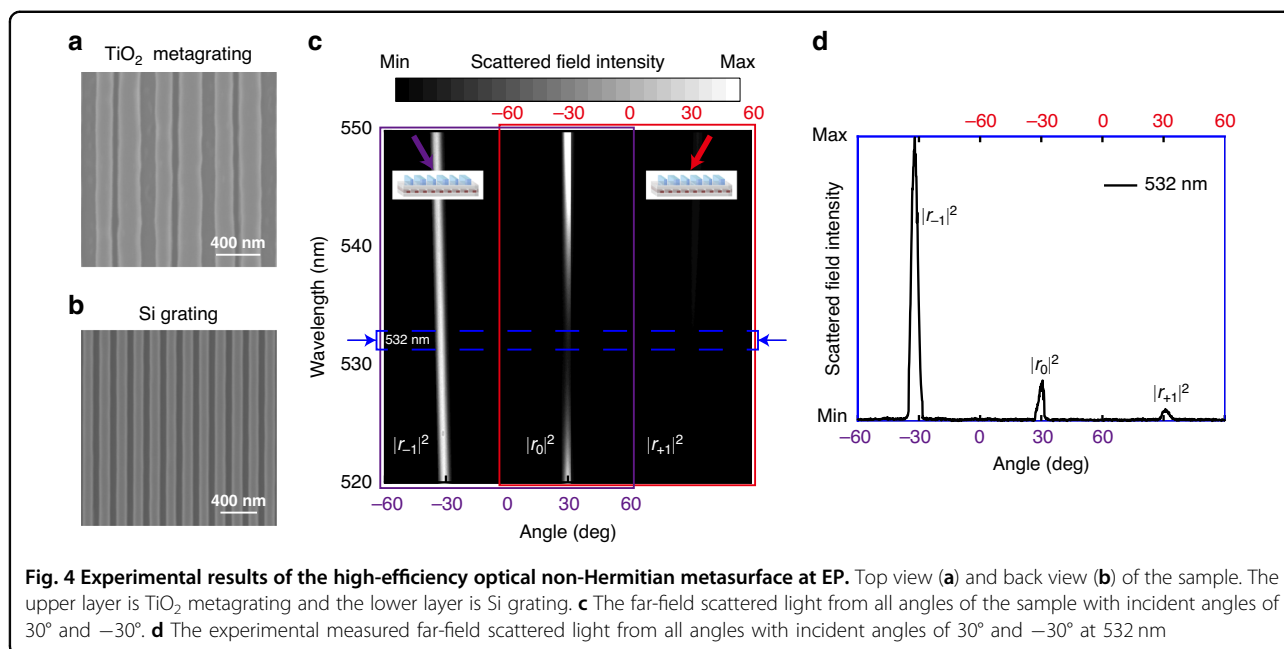 a
TiO₂ metagrating
400 nm
b
Si grating
400 nm
c
Min Scattered field intensity Max
−60 −30 0 30 60
550
540
530
520
Wavelength (nm)
532 nm
|r₋₁|² |r₀|² |r₊₁|²
−60 −30 0 30 60
Angle (deg)
d
−60 −30 0 30 60
Max
Min
Scattered field intensity
532 nm
|r₋₁|²
|r₀|²
|r₊₁|²
−60 −30 0 30 60
Angle (deg)
Fig. 4 Experimental results of the high-efficiency optical non-Hermitian metasurface at EP. Top view (a) and back view (b) of the sample. The
upper layer is TiO₂ metagrating and the lower layer is Si grating. c The far-field scattered light from all angles of the sample with incident angles of
30° and −30°. d The experimental measured far-field scattered light from all angles with incident angles of 30° and −30° at 532 nm